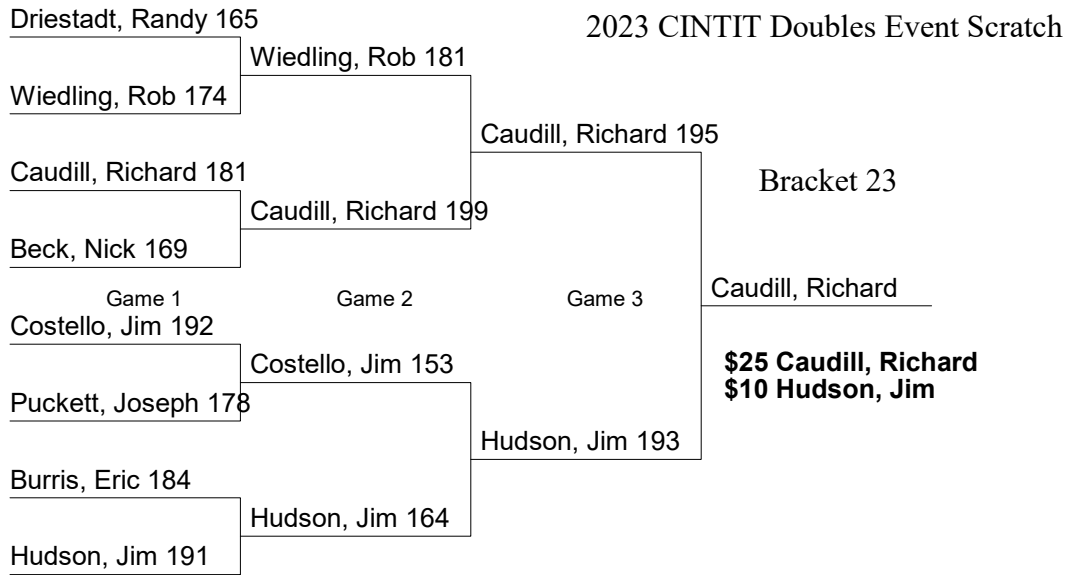 Driestadt, Randy 165
2023 CINTIT Doubles Event Scratch
Wiedling, Rob 181
Wiedling, Rob 174
Caudill, Richard 195
Caudill, Richard 181
Bracket 23
Caudill, Richard 199
Beck, Nick 169
Game 1
Game 2
Game 3
Caudill, Richard
Costello, Jim 192
Costello, Jim 153
$25 Caudill, Richard
$10 Hudson, Jim
Puckett, Joseph 178
Hudson, Jim 193
Burris, Eric 184
Hudson, Jim 164
Hudson, Jim 191